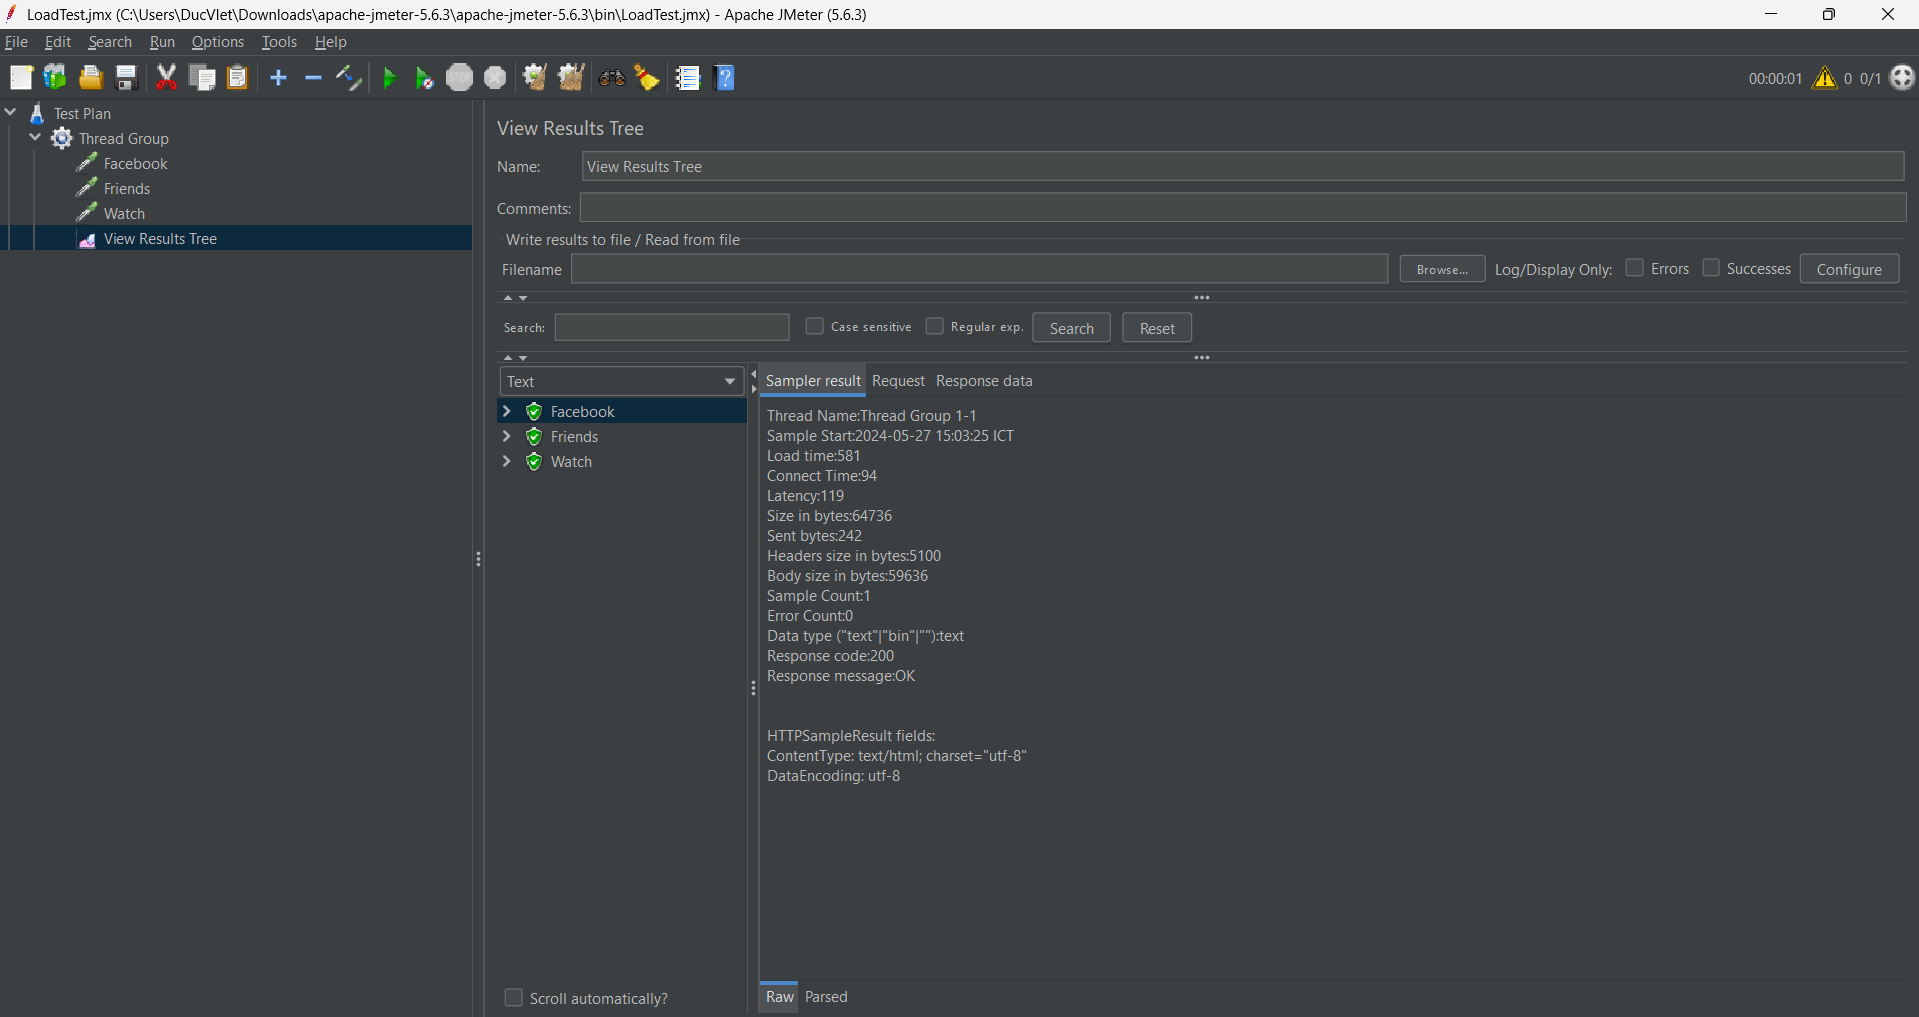 LoadTest.jmx (C:\Users\DucVIet\Downloads\apache-jmeter-5.6.3\apache-jmeter-5.6.3\bin\LoadTest.jmx) - Apache JMeter (5.6.3)
File Edit Search Run Options Tools Help
STOP ? 00:00:01 0 0/1
Test Plan
Thread Group
Facebook
Friends
Watch
View Results Tree
View Results Tree
Name: View Results Tree
Comments:
Write results to file / Read from file
Filename Browse... Log/Display Only: Errors Successes Configure
Search: Case sensitive Regular exp. Search Reset
Text
Facebook
Friends
Watch
Scroll automatically?
Sampler result Request Response data
Thread Name:Thread Group 1-1
Sample Start:2024-05-27 15:03:25 ICT
Load time:581
Connect Time:94
Latency:119
Size in bytes:64736
Sent bytes:242
Headers size in bytes:5100
Body size in bytes:59636
Sample Count:1
Error Count:0
Data type ("text"|"bin"|""):text
Response code:200
Response message:OK
HTTPSampleResult fields:
ContentType: text/html; charset="utf-8"
DataEncoding: utf-8
Raw Parsed